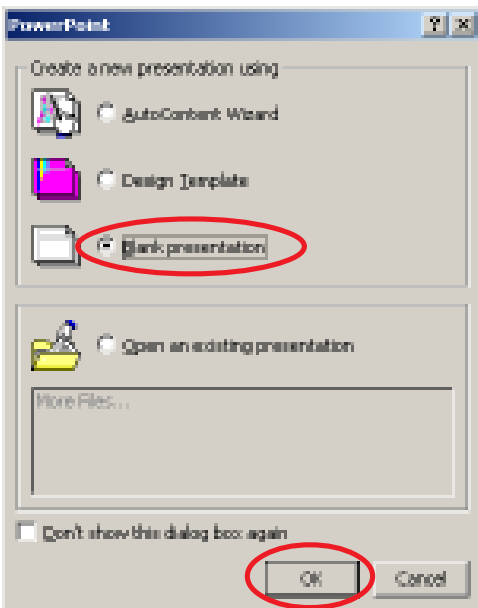 PowerPoint
Create a new presentation using
AutoContent Wizard
Design Template
Blank presentation
Open an existing presentation
More Files...
Don't show this dialog box again
OK Cancel